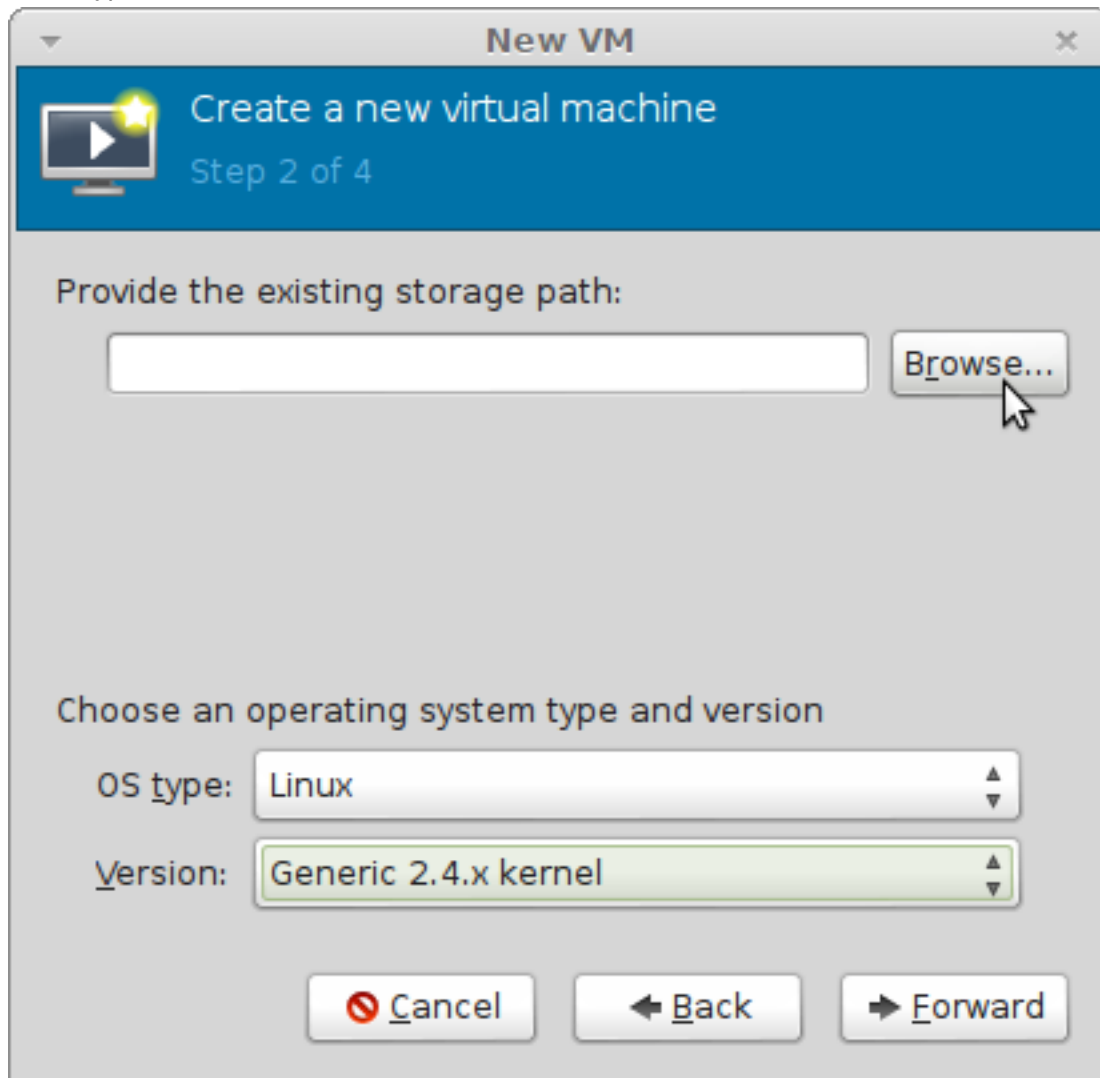 New VM
Create a new virtual machine
Step 2 of 4
Provide the existing storage path:
Browse...
Choose an operating system type and version
OS type: Linux
Version: Generic 2.4.x kernel
Cancel Back Forward